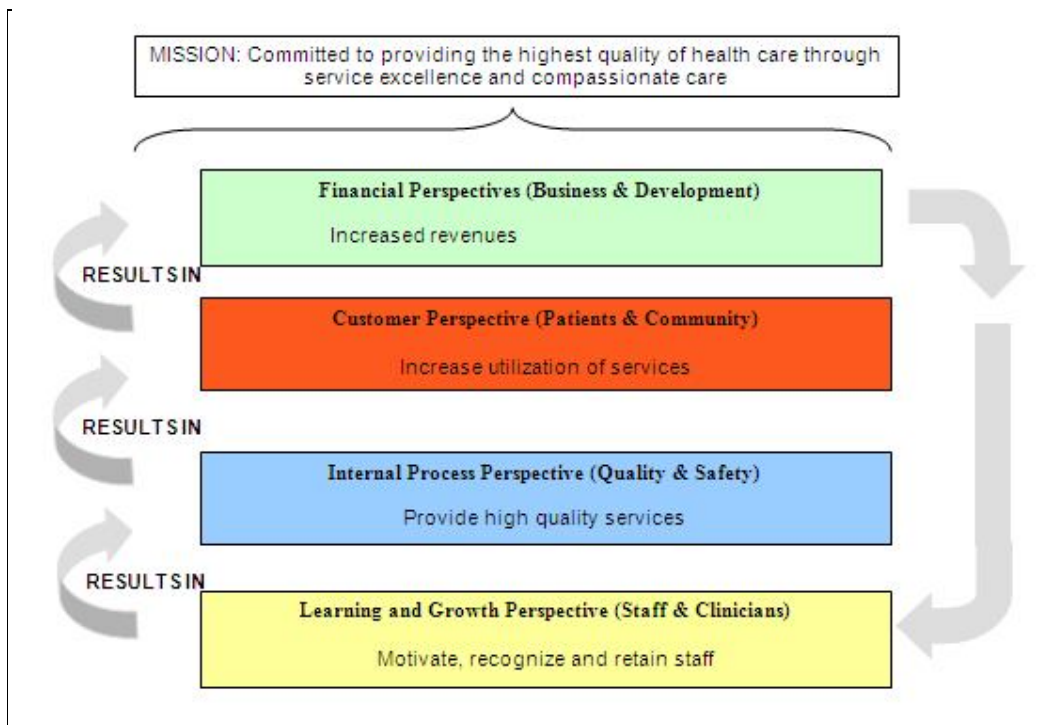 MISSION: Committed to providing the highest quality of health care through
service excellence and compassionate care
Financial Perspectives (Business & Development)
Increased revenues
RESULTS IN
Customer Perspective (Patients & Community)
Increase utilization of services
RESULTS IN
Internal Process Perspective (Quality & Safety)
Provide high quality services
RESULTS IN
Learning and Growth Perspective (Staff & Clinicians)
Motivate, recognize and retain staff